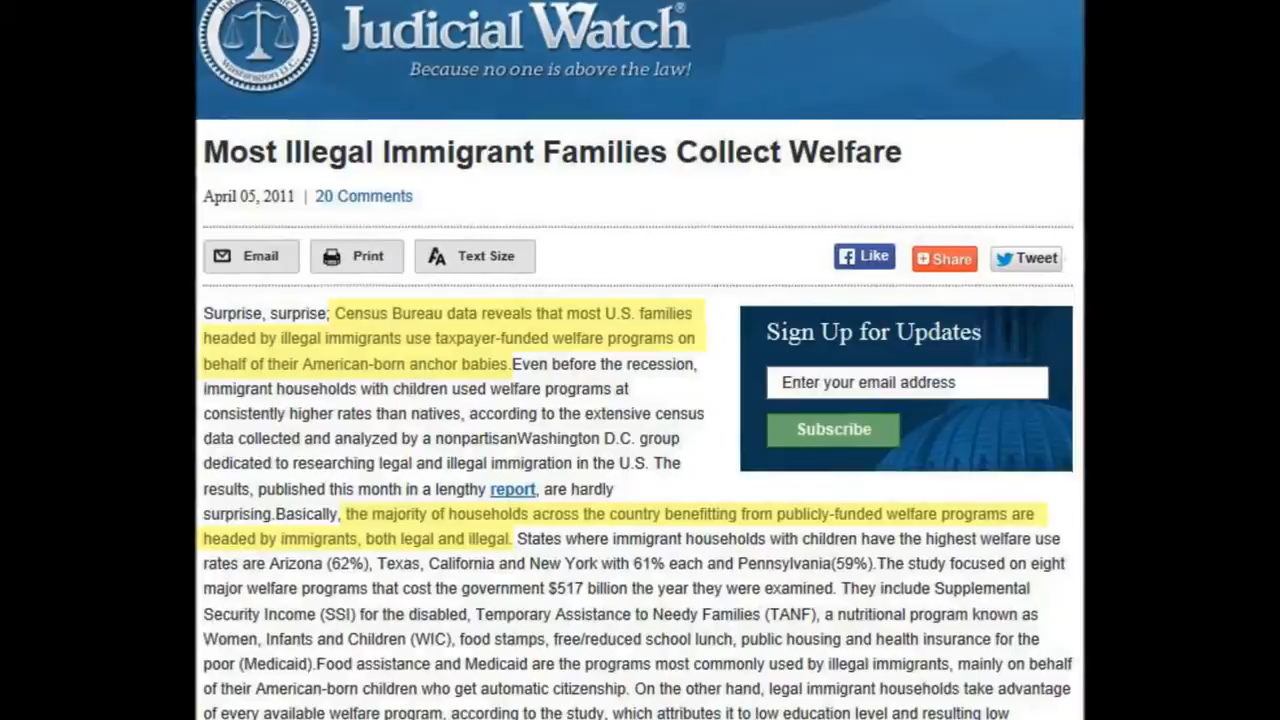 Judicial Watch®
Because no one is above the law!
Most Illegal Immigrant Families Collect Welfare
April 05, 2011 | 20 Comments
Email Print Text Size Like Share Tweet
Surprise, surprise; Census Bureau data reveals that most U.S. families
headed by illegal immigrants use taxpayer-funded welfare programs on
behalf of their American-born anchor babies.Even before the recession,
immigrant households with children used welfare programs at
consistently higher rates than natives, according to the extensive census
data collected and analyzed by a nonpartisanWashington D.C. group
dedicated to researching legal and illegal immigration in the U.S. The
results, published this month in a lengthy report, are hardly
surprising.Basically, the majority of households across the country benefitting from publicly-funded welfare programs are
headed by immigrants, both legal and illegal. States where immigrant households with children have the highest welfare use
rates are Arizona (62%), Texas, California and New York with 61% each and Pennsylvania(59%).The study focused on eight
major welfare programs that cost the government $517 billion the year they were examined. They include Supplemental
Security Income (SSI) for the disabled, Temporary Assistance to Needy Families (TANF), a nutritional program known as
Women, Infants and Children (WIC), food stamps, free/reduced school lunch, public housing and health insurance for the
poor (Medicaid).Food assistance and Medicaid are the programs most commonly used by illegal immigrants, mainly on behalf
of their American-born children who get automatic citizenship. On the other hand, legal immigrant households take advantage
of every available welfare program, according to the study, which attributes it to low education level and resulting low
Sign Up for Updates
Enter your email address
Subscribe